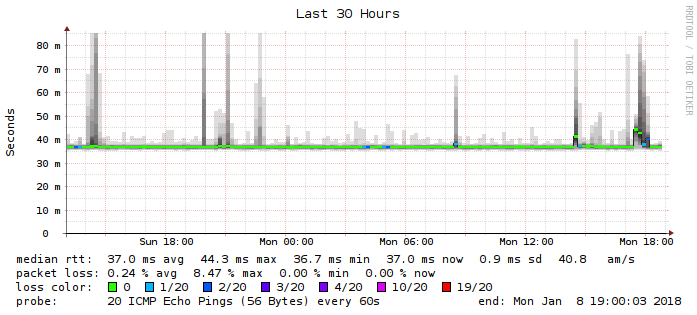 Last 30 Hours
RRDTOOL / TOBI OETIKER
Seconds
80 m
70 m
60 m
50 m
40 m
30 m
20 m
10 m
0
Sun 18:00 Mon 00:00 Mon 06:00 Mon 12:00 Mon 18:00
median rtt: 37.0 ms avg 44.3 ms max 36.7 ms min 37.0 ms now 0.9 ms sd 40.8 am/s
packet loss: 0.24 % avg 8.47 % max 0.00 % min 0.00 % now
loss color: 0 1/20 2/20 3/20 4/20 10/20 19/20
probe: 20 ICMP Echo Pings (56 Bytes) every 60s end: Mon Jan 8 19:00:03 2018